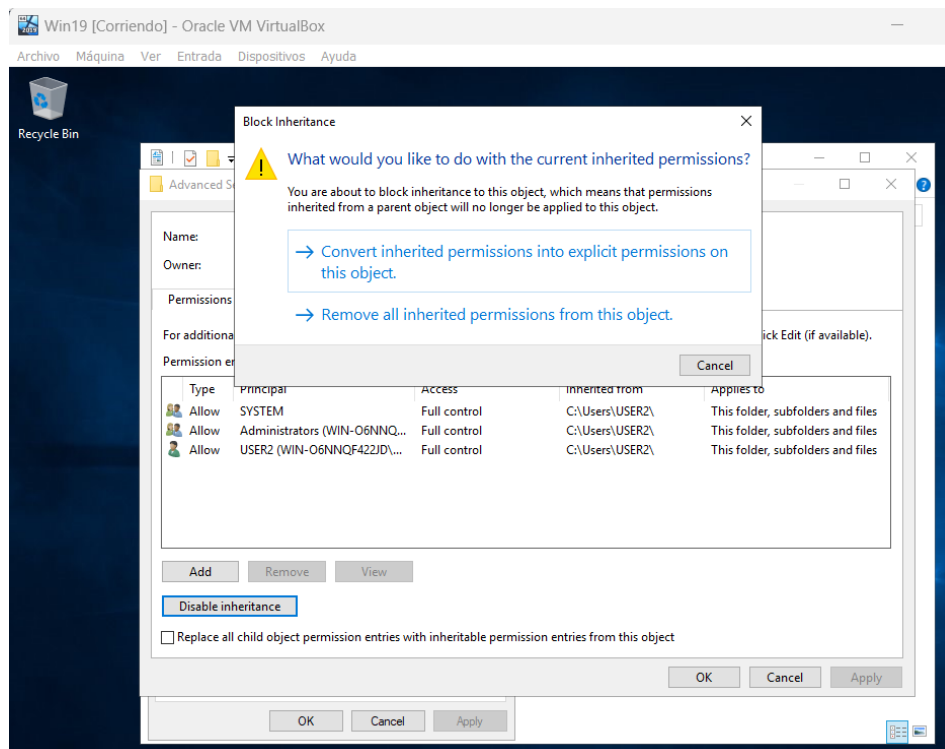 Win19 [Corriendo] - Oracle VM VirtualBox
Archivo Máquina Ver Entrada Dispositivos Ayuda
Recycle Bin
Block Inheritance
What would you like to do with the current inherited permissions?
You are about to block inheritance to this object, which means that permissions
inherited from a parent object will no longer be applied to this object.
→ Convert inherited permissions into explicit permissions on
this object.
→ Remove all inherited permissions from this object.
Cancel
Advanced S
Name:
Owner:
Permissions
For additiona
ick Edit (if available).
Permission e
Type Principal Access Inherited from Applies to
Allow SYSTEM Full control C:\Users\USER2\ This folder, subfolders and files
Allow Administrators (WIN-O6NNQ... Full control C:\Users\USER2\ This folder, subfolders and files
Allow USER2 (WIN-O6NNQF422JD\... Full control C:\Users\USER2\ This folder, subfolders and files
Add Remove View
Disable inheritance
Replace all child object permission entries with inheritable permission entries from this object
OK Cancel Apply
OK Cancel Apply